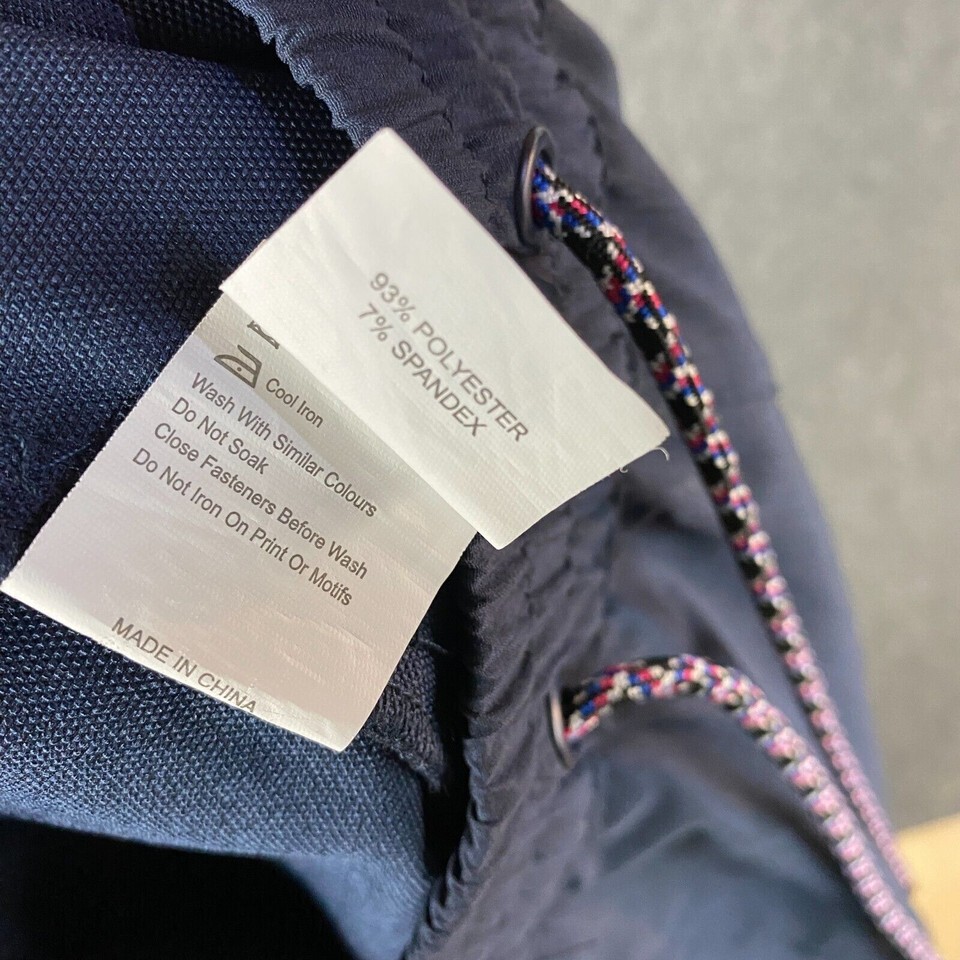 93% POLYESTER
7% SPANDEX
Cool Iron
Wash With Similar Colours
Do Not Soak
Close Fasteners Before Wash
Do Not Iron On Print Or Motifs
MADE IN CHINA